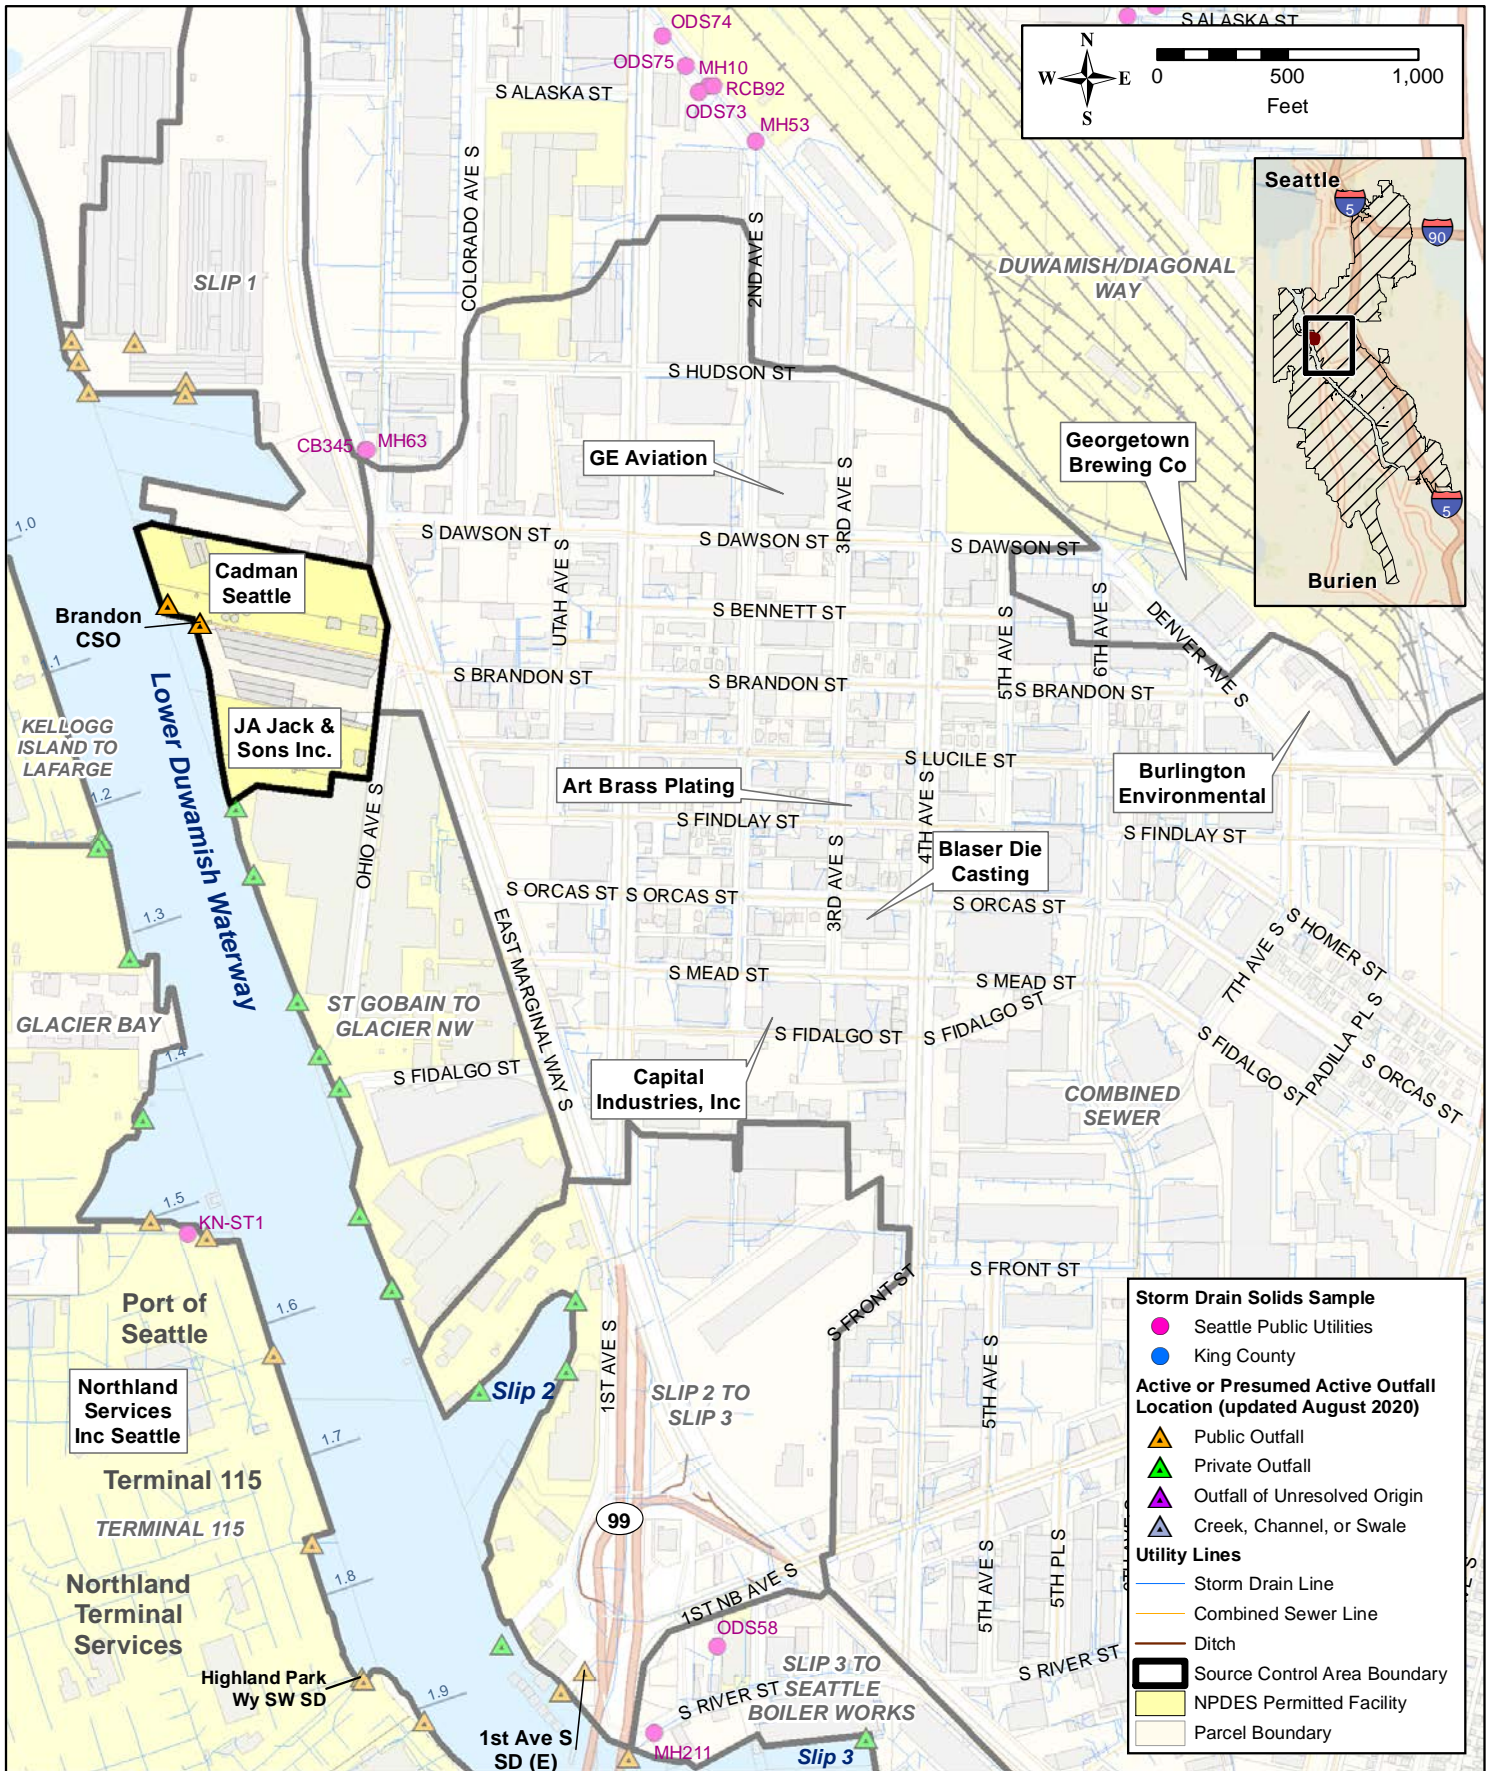 ODS74
S ALASKA ST
ODS75
MH10
RCB92
S ALASKA ST
ODS73
MH53
N
W
E
S
0
500
1,000
Feet
Seattle
5
90
5
Burien
COLORADO AVE S
2ND AVE S
SLIP 1
DUWAMISH/DIAGONAL
WAY
S HUDSON ST
CB345
MH63
GE Aviation
3RD AVE S
Georgetown
Brewing Co
1.0
S DAWSON ST
S DAWSON ST
S DAWSON ST
UTAH AVE S
Cadman
Seattle
Brandon
CSO
S BENNETT ST
5TH AVE S
6TH AVE S
DENVER AVE S
1.1
S BRANDON ST
S BRANDON ST
S BRANDON ST
Lower Duwamish Waterway
KELLOGG
ISLAND TO
LAFARGE
JA Jack &
Sons Inc.
S LUCILE ST
Burlington
Environmental
1.2
OHIO AVE S
Art Brass Plating
4TH AVE S
S FINDLAY ST
S FINDLAY ST
3RD AVE S
Blaser Die
Casting
S ORCAS ST
S ORCAS ST
S ORCAS ST
1.3
EAST MARGINAL WAY S
S HOMER ST
7TH AVE S
S MEAD ST
S MEAD ST
ST GOBAIN TO
GLACIER NW
GLACIER BAY
S FIDALGO ST
S FIDALGO ST
PADILLA PL S
1.4
S FIDALGO ST
S FIDALGO ST
S ORCAS ST
Capital
Industries, Inc
COMBINED
SEWER
1.5
KN-ST1
S FRONT ST
S FRONT ST
Port of
Seattle
1.6
1ST AVE S
5TH AVE S
Northland
Services
Inc Seattle
Slip 2
SLIP 2 TO
SLIP 3
1.7
Terminal 115
TERMINAL 115
99
1.8
Northland
Terminal
Services
1ST NB AVE S
5TH AVE S
5TH PL S
ODS58
Highland Park
Wy SW SD
SLIP 3 TO
SEATTLE
BOILER WORKS
S RIVER ST
S RIVER ST
1.9
1st Ave S
SD (E)
MH211
Slip 3
Storm Drain Solids Sample
Seattle Public Utilities
King County
Active or Presumed Active Outfall
Location (updated August 2020)
Public Outfall
Private Outfall
Outfall of Unresolved Origin
Creek, Channel, or Swale
Utility Lines
Storm Drain Line
Combined Sewer Line
Ditch
Source Control Area Boundary
NPDES Permitted Facility
Parcel Boundary